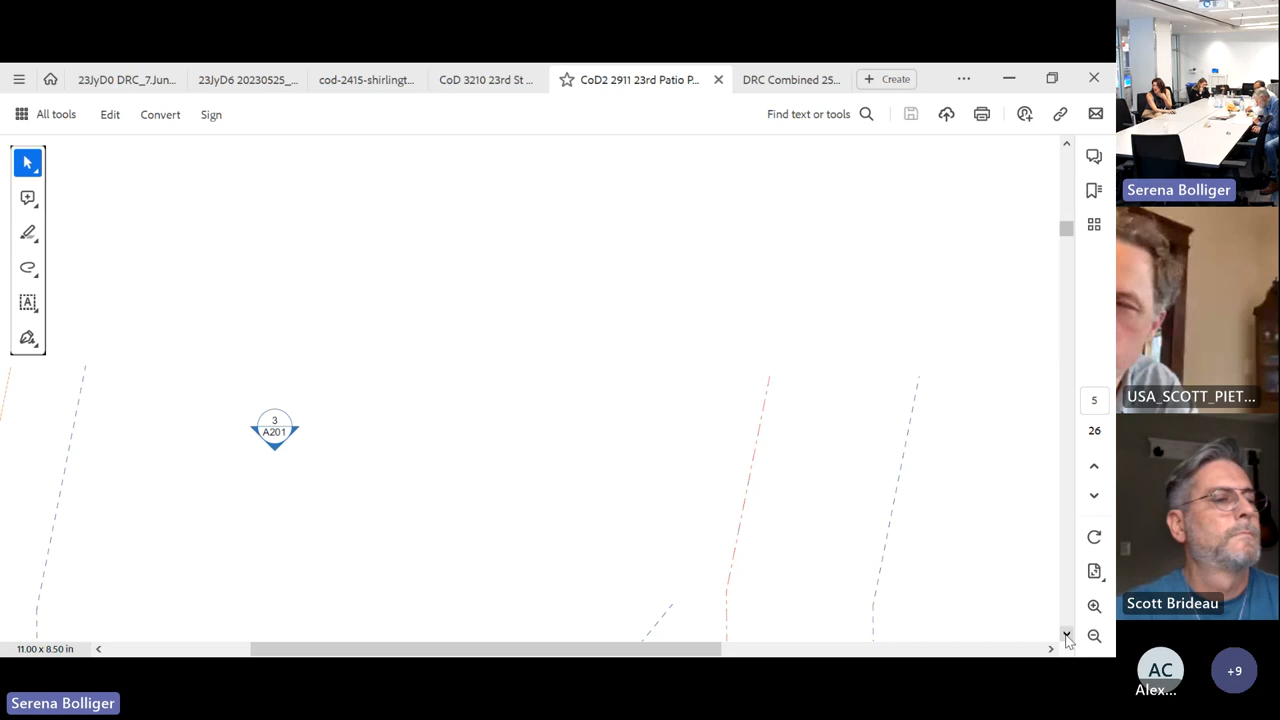 23JyD0 DRC_7.Jun...
23JyD6 20230525_...
cod-2415-shirlingt...
CoD 3210 23rd St ...
CoD2 2911 23rd Patio P...
DRC Combined 25...
Create
All tools
Edit
Convert
Sign
Find text or tools
Serena Bolliger
USA_SCOTT_PIET...
3
A201
5
26
Scott Brideau
11.00 x 8.50 in
AC
+9
Alex...
Serena Bolliger